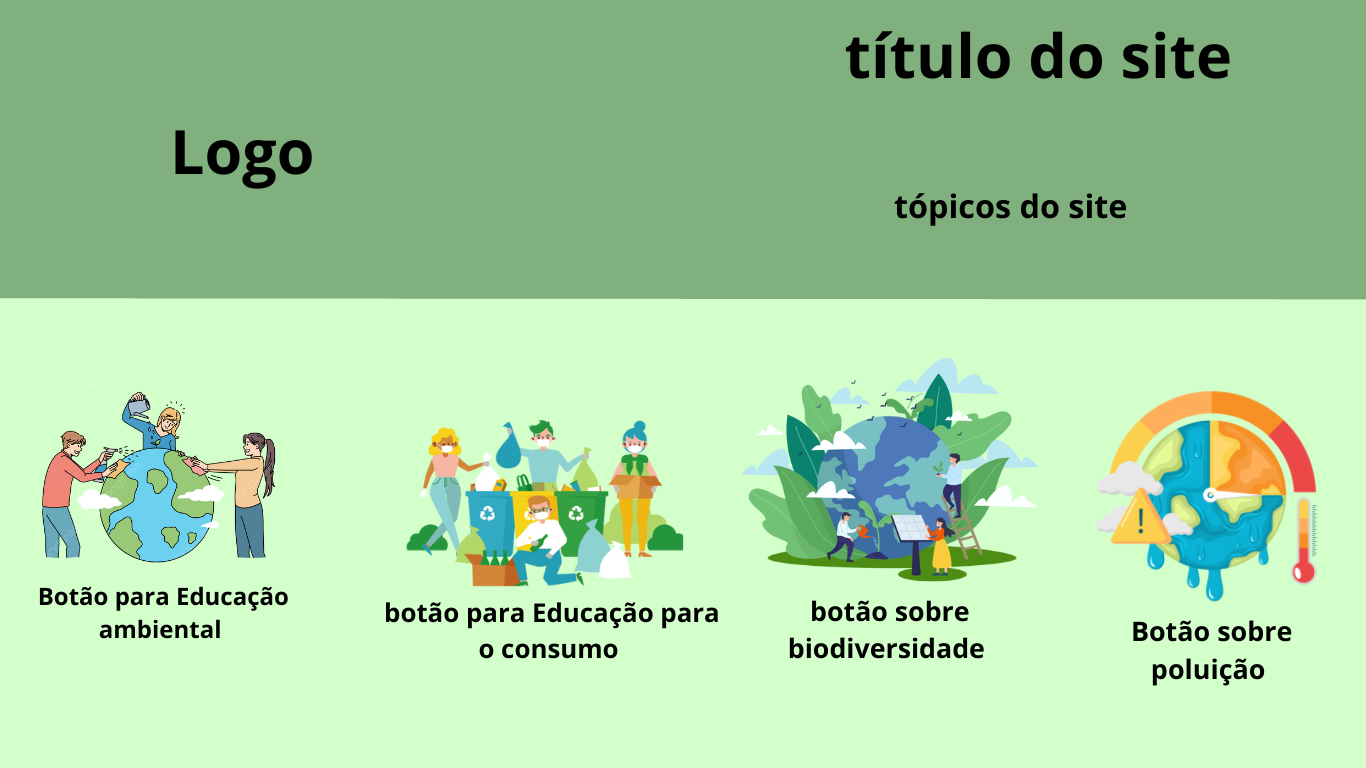 título do site
Logo
tópicos do site
Botão para Educação
ambiental
botão para Educação para
o consumo
botão sobre
biodiversidade
Botão sobre
poluição